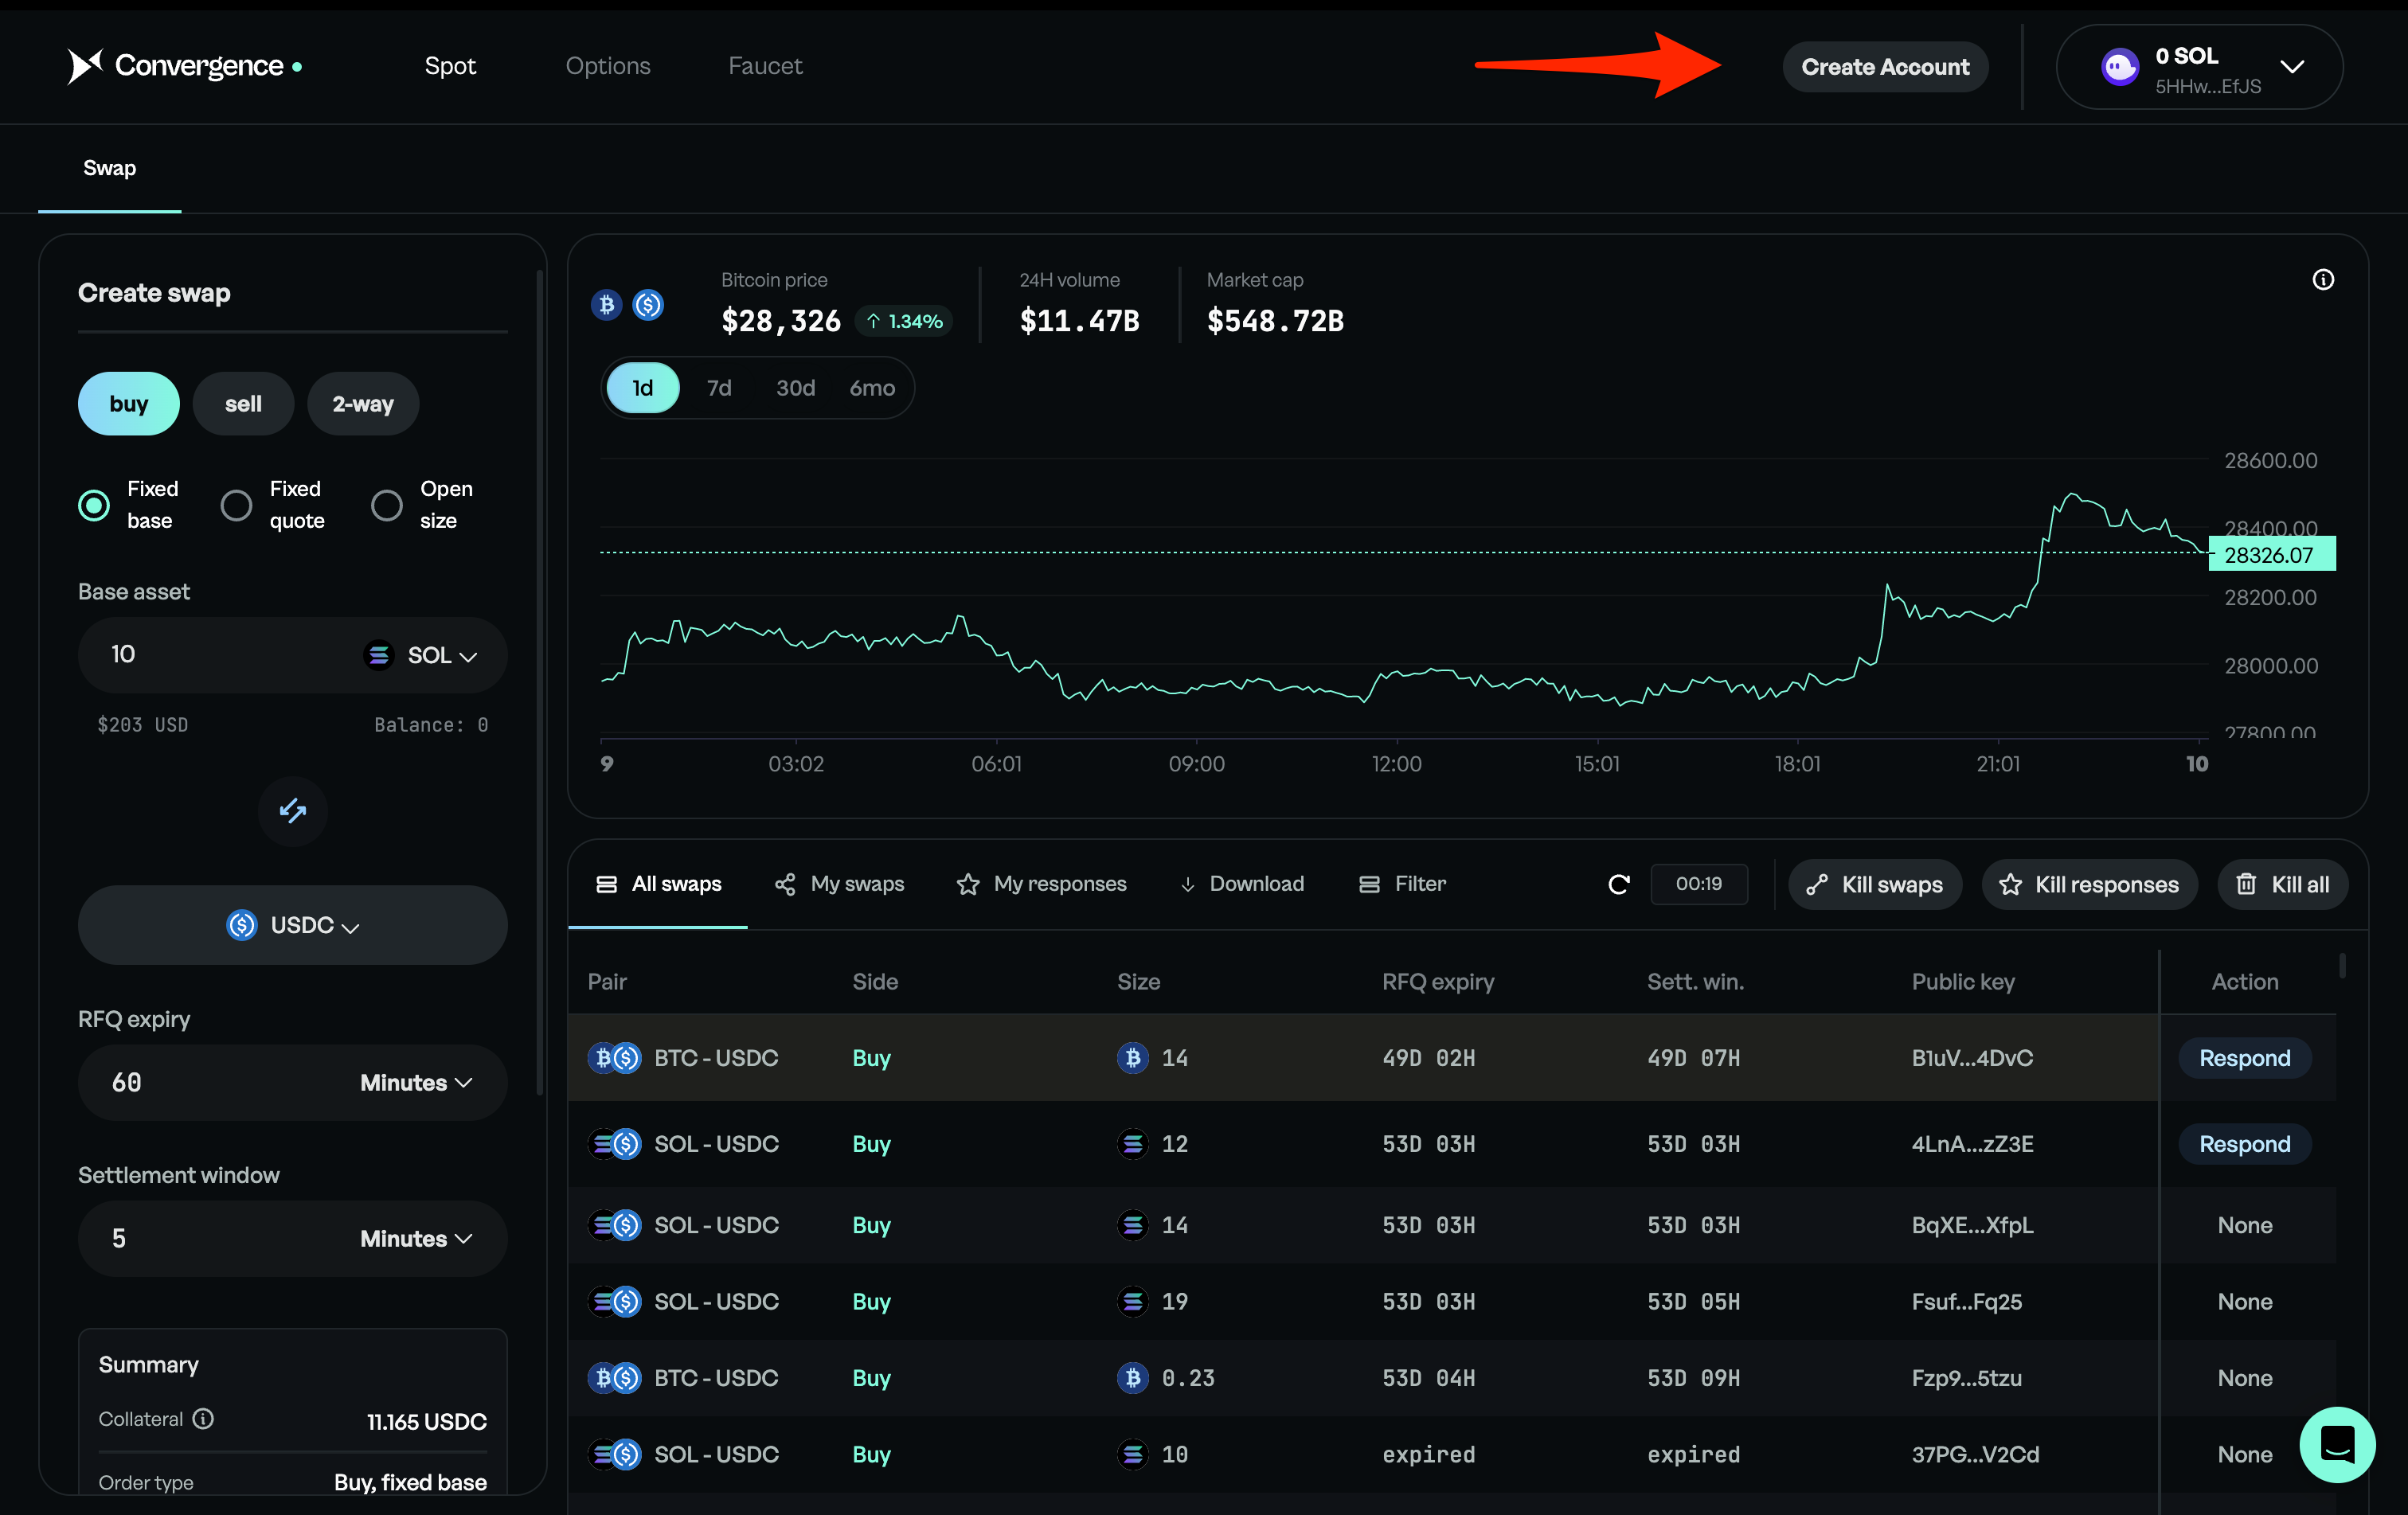 Convergence
Spot
Options
Faucet
Create Account
0 SOL
5HHw...EfJS
Swap
Create swap
buy
sell
2-way
Fixed base
Fixed quote
Open size
Base asset
10
SOL
$203 USD
Balance: 0
USDC
RFQ expiry
60
Minutes
Settlement window
5
Minutes
Summary
Collateral
11.165 USDC
Order type
Buy, fixed base
Bitcoin price
$28,326
↑ 1.34%
24H volume
$11.47B
Market cap
$548.72B
1d
7d
30d
6mo
28600.00
28400.00
28326.07
28200.00
28000.00
27800.00
9
03:02
06:01
09:00
12:00
15:01
18:01
21:01
10
All swaps
My swaps
My responses
Download
Filter
00:19
Kill swaps
Kill responses
Kill all
Pair Side Size RFQ expiry Sett. win. Public key Action
BTC - USDC Buy 14 49D 02H 49D 07H B1uV...4DvC Respond
SOL - USDC Buy 12 53D 03H 53D 03H 4LnA...zZ3E Respond
SOL - USDC Buy 14 53D 03H 53D 03H BqXE...XfpL None
SOL - USDC Buy 19 53D 03H 53D 05H Fsuf...Fq25 None
BTC - USDC Buy 0.23 53D 04H 53D 09H Fzp9...5tzu None
SOL - USDC Buy 10 expired expired 37PG...V2Cd None